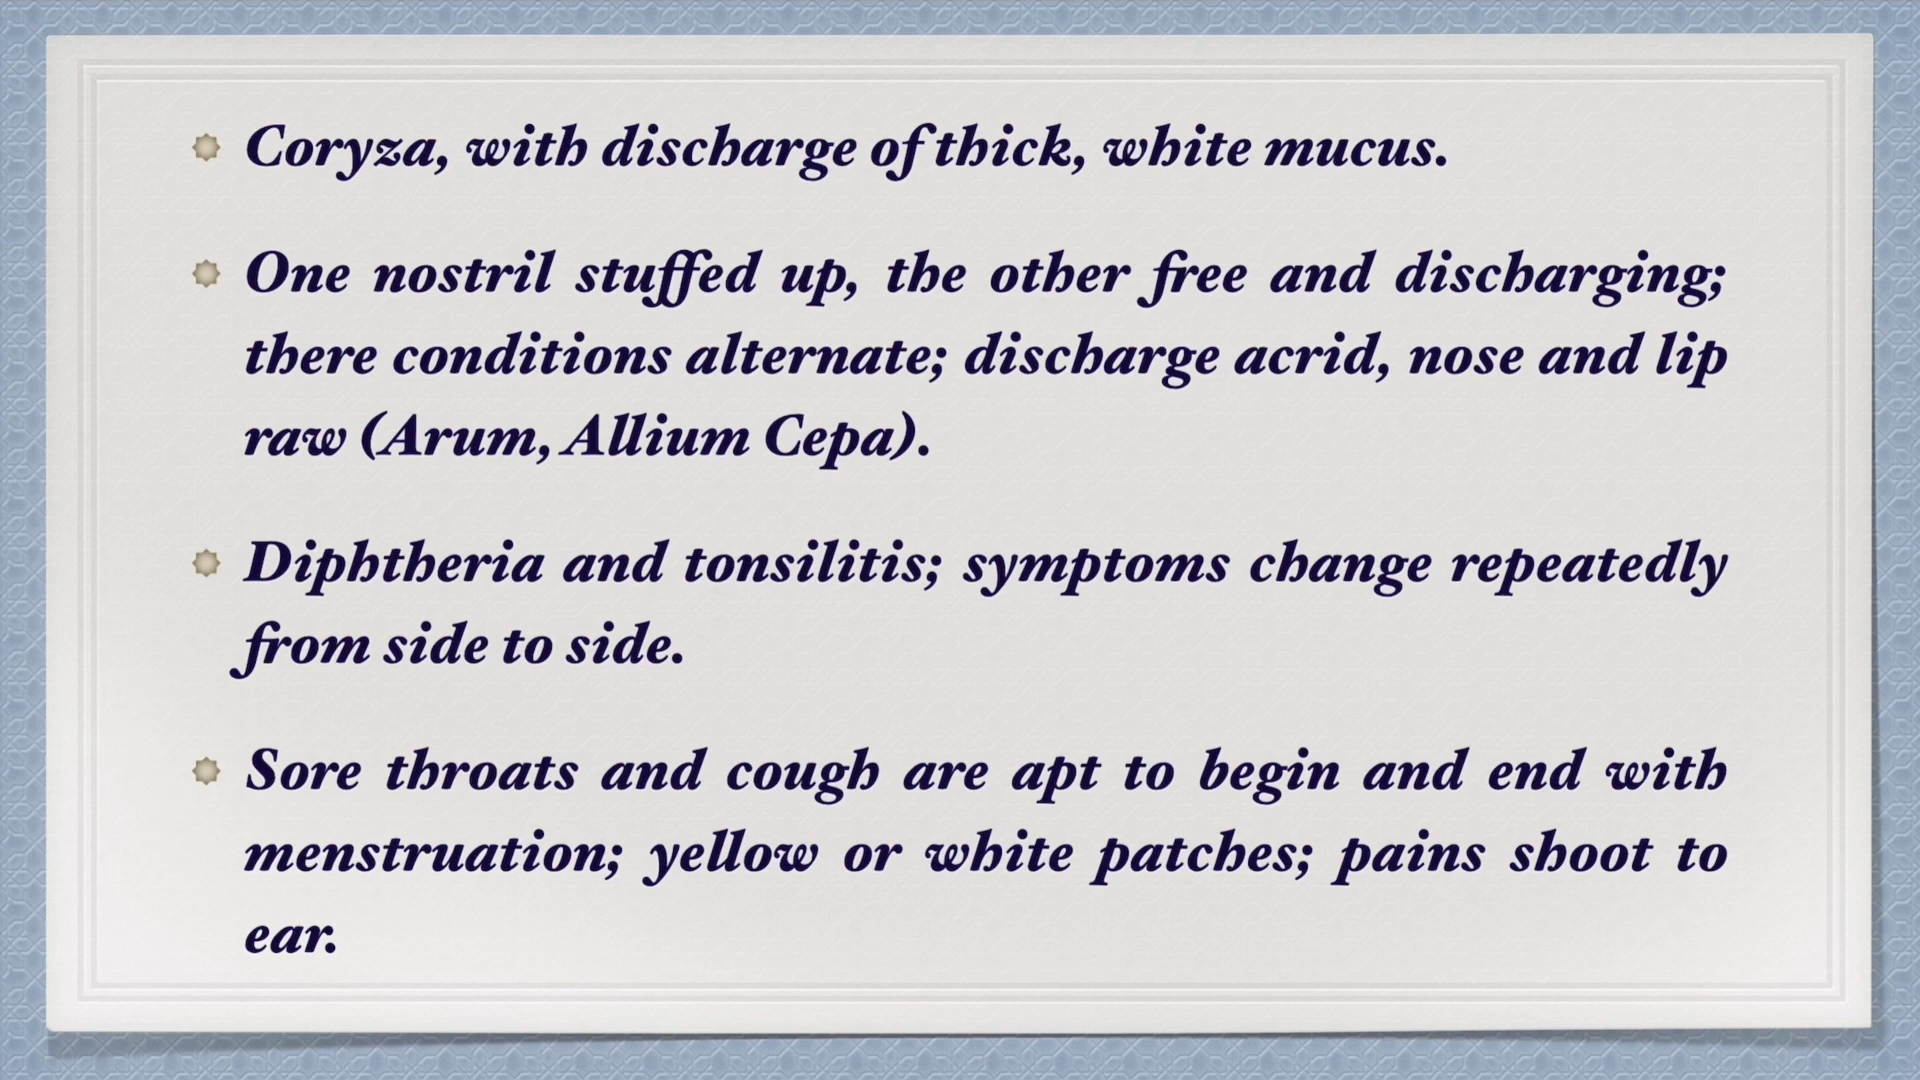 Coryza, with discharge of thick, white mucus.
One nostril stuffed up, the other free and discharging;
there conditions alternate; discharge acrid, nose and lip
raw (Arum, Allium Cepa).
Diphtheria and tonsilitis; symptoms change repeatedly
from side to side.
Sore throats and cough are apt to begin and end with
menstruation; yellow or white patches; pains shoot to
ear.